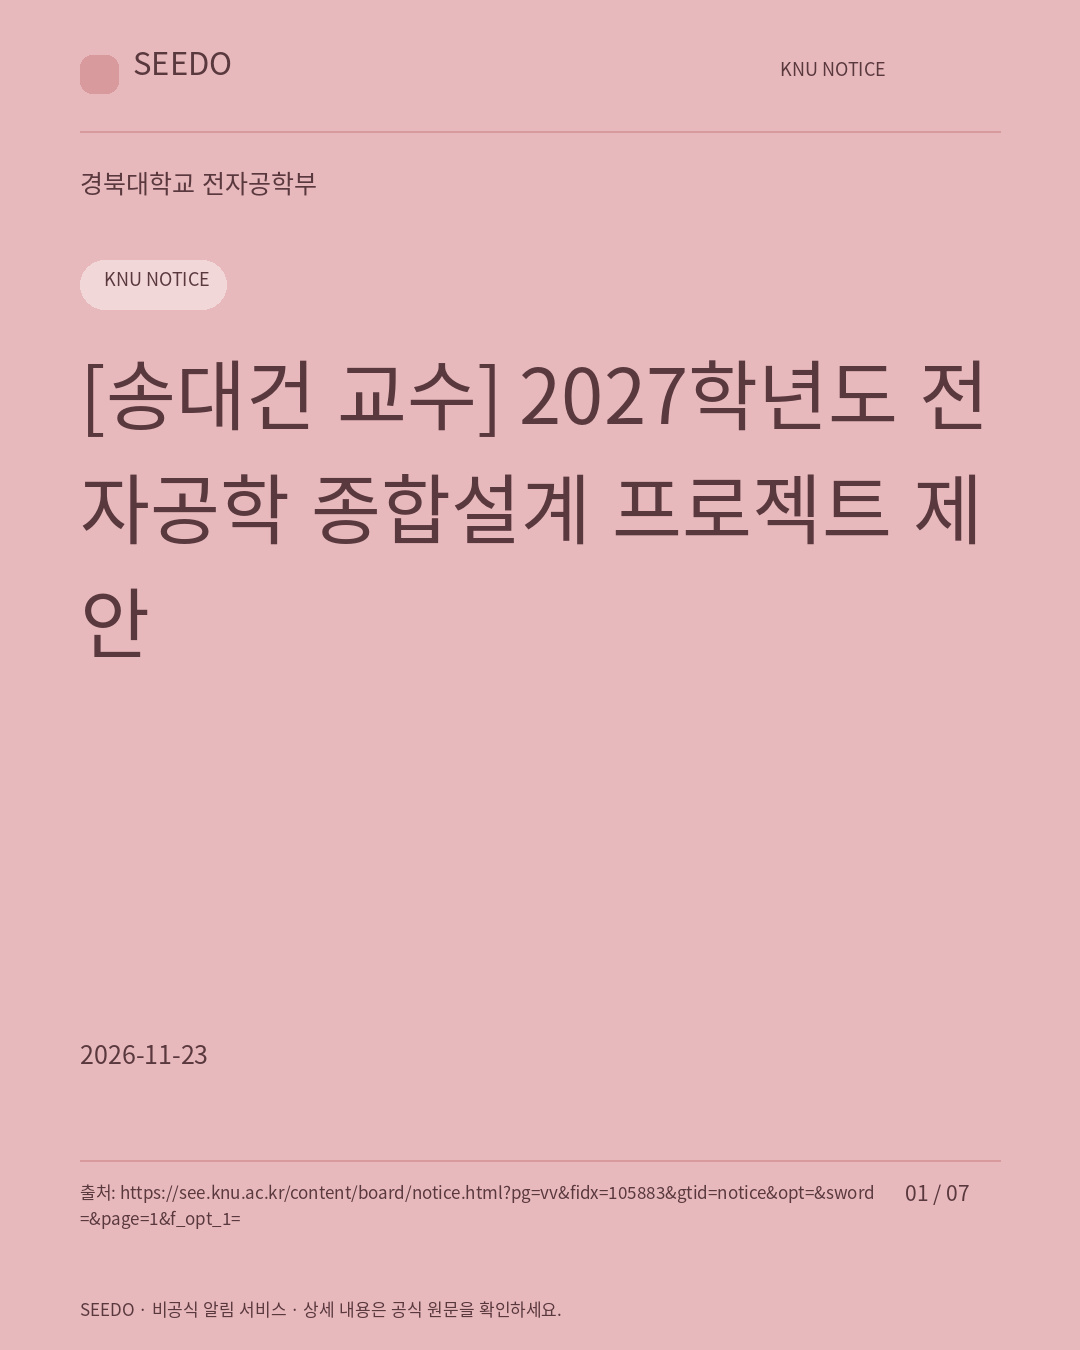 SEEDO
KNU NOTICE
경북대학교 전자공학부
KNU NOTICE
[송대건 교수] 2027학년도 전
자공학 종합설계 프로젝트 제
안
2026-11-23
출처: https://see.knu.ac.kr/content/board/notice.html?pg=vv&fidx=105883&gtid=notice&opt=&sword
=&page=1&f_opt_1=
01 / 07
SEEDO · 비공식 알림 서비스 · 상세 내용은 공식 원문을 확인하세요.